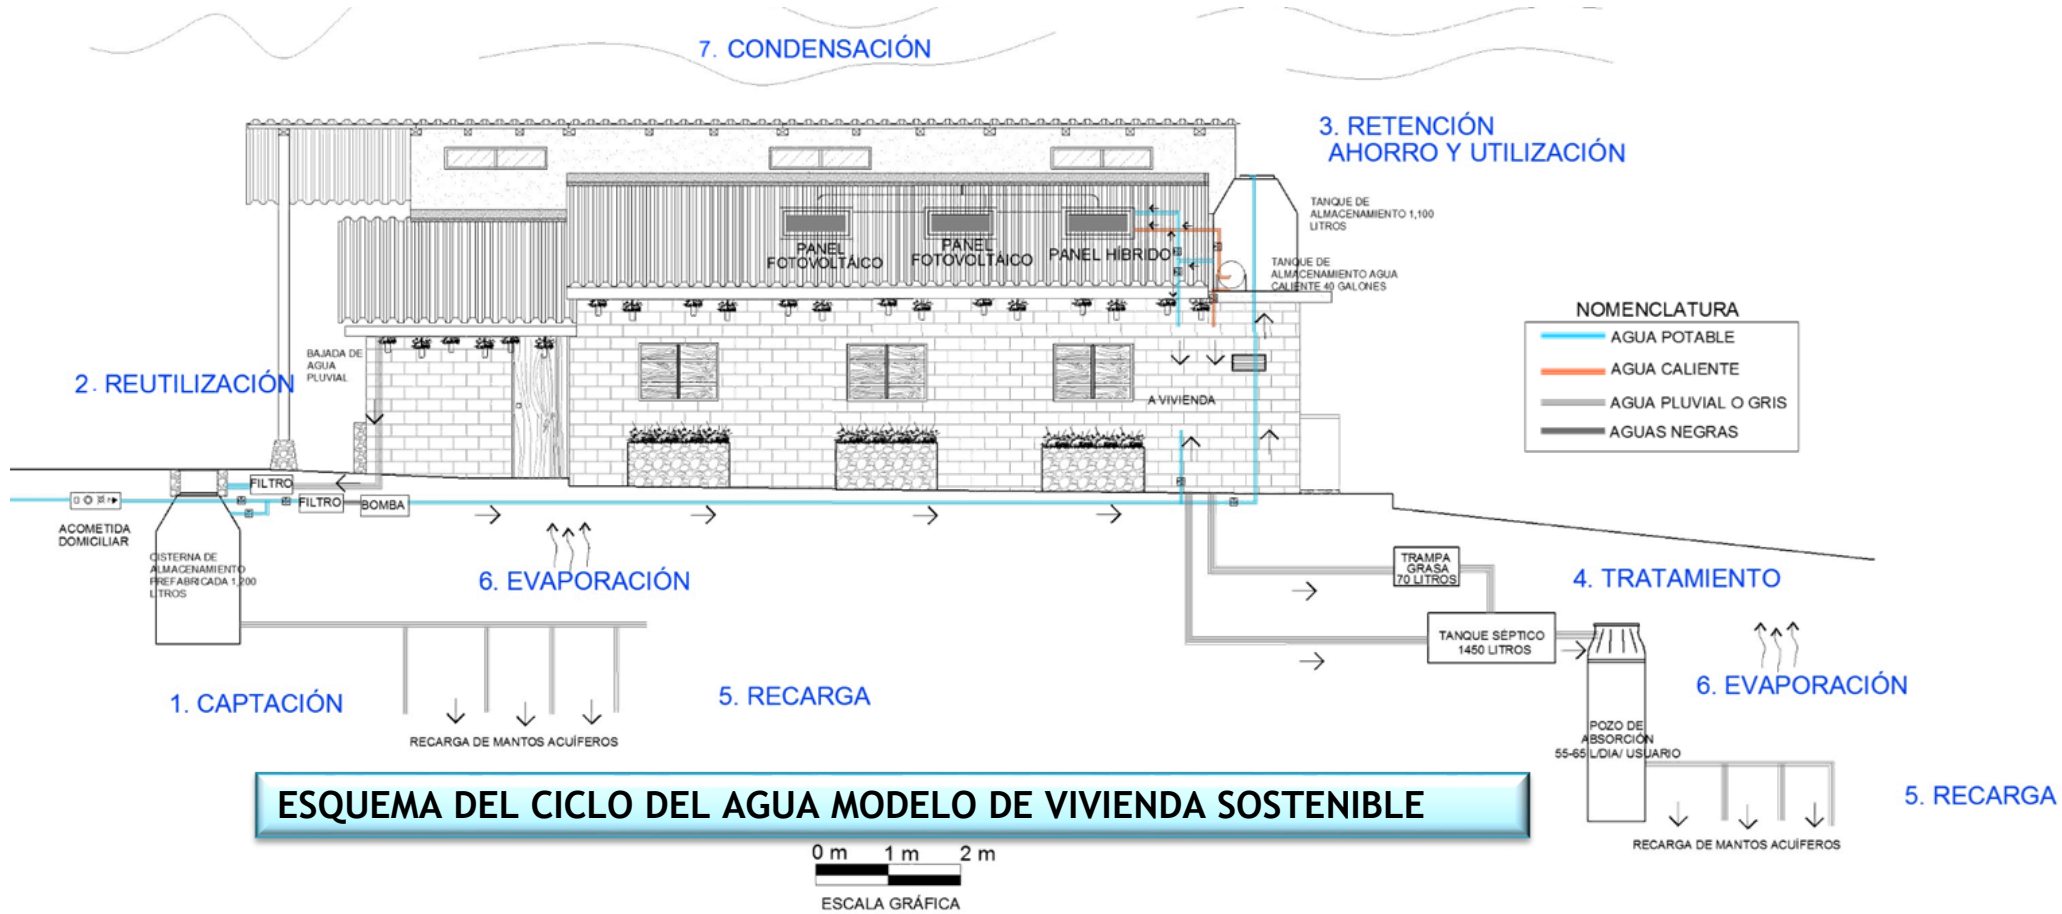 7. CONDENSACIÓN
3. RETENCIÓN
AHORRO Y UTILIZACIÓN
TANQUE DE
ALMACENAMIENTO 1,100
LITROS
PANEL
FOTOVOLTÁICO
PANEL
FOTOVOLTÁICO
PANEL HÍBRIDO
TANQUE DE
ALMACENAMIENTO AGUA
CALIENTE 40 GALONES
NOMENCLATURA
AGUA POTABLE
AGUA CALIENTE
AGUA PLUVIAL O GRIS
AGUAS NEGRAS
BAJADA DE
AGUA
PLUVIAL
2. REUTILIZACIÓN
A VIVIENDA
FILTRO
FILTRO
BOMBA
ACOMETIDA
DOMICILIAR
CISTERNA DE
ALMACENAMIENTO
PREFABRICADA 1,200
LITROS
6. EVAPORACIÓN
TRAMPA
GRASA
70 LITROS
4. TRATAMIENTO
TANQUE SÉPTICO
1450 LITROS
6. EVAPORACIÓN
1. CAPTACIÓN
5. RECARGA
RECARGA DE MANTOS ACUÍFEROS
POZO DE
ABSORCIÓN
55-65 L/DIA/ USUARIO
5. RECARGA
RECARGA DE MANTOS ACUÍFEROS
ESQUEMA DEL CICLO DEL AGUA MODELO DE VIVIENDA SOSTENIBLE
0 m 1 m 2 m
ESCALA GRÁFICA